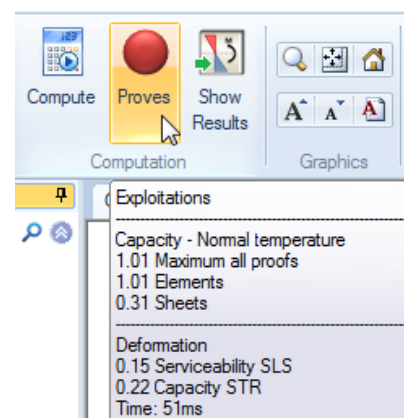 123
Compute
Proves
Show
Results
A A A
Computation
Graphics
Exploitations
Capacity - Normal temperature
1.01 Maximum all proofs
1.01 Elements
0.31 Sheets
Deformation
0.15 Serviceability SLS
0.22 Capacity STR
Time: 51ms